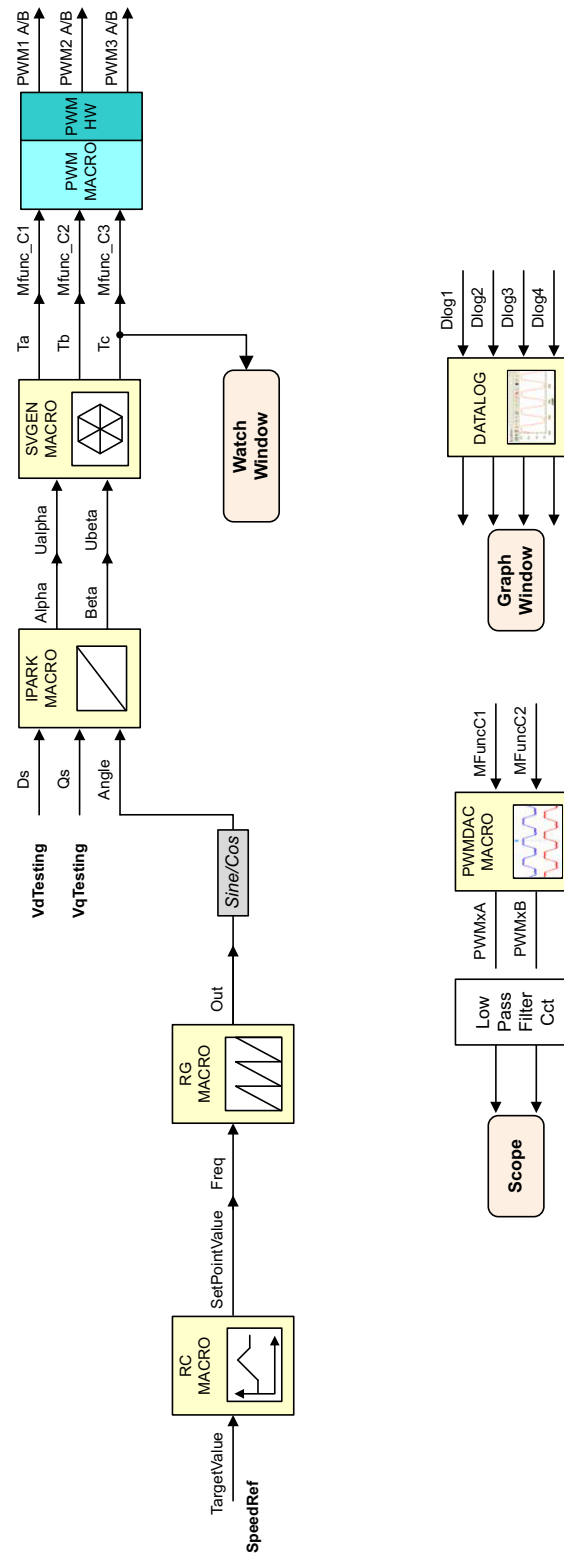 SpeedRef
TargetValue
RC
MACRO
SetPointValue
Freq
RG
MACRO
Out
Sine/Cos
VdTesting
VqTesting
Ds
Qs
Angle
IPARK
MACRO
Alpha
Beta
Ualpha
Ubeta
SVGEN
MACRO
Ta
Tb
Tc
Mfunc_C1
Mfunc_C2
Mfunc_C3
PWM
MACRO
PWM
HW
PWM1 A/B
PWM2 A/B
PWM3 A/B
Watch
Window
Scope
Low
Pass
Filter
Cct
PWMxA
PWMxB
PWMDAC
MACRO
MFuncC1
MFuncC2
Graph
Window
DATALOG
Dlog1
Dlog2
Dlog3
Dlog4